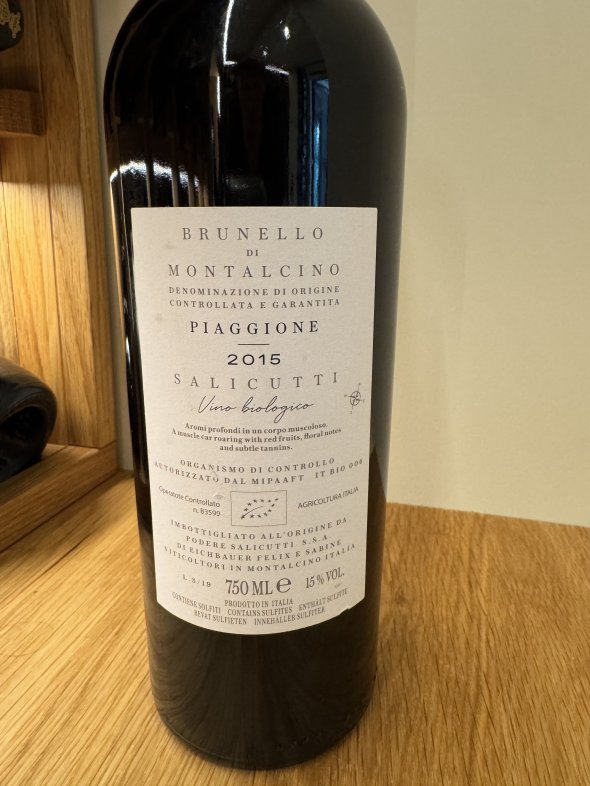 BRUNELLO
DI
MONTALCINO
DENOMINAZIONE DI ORIGINE
CONTROLLATA E GARANTITA
PIAGGIONE
2015
SALICUTTI
Vino biologico
Aromi profondi in un corpo muscoloso.
A muscle car roaring with red fruits, floral notes
and subtle tannins.
ORGANISMO DI CONTROLLO
AUTORIZZATO DAL MIPAAFT IT BIO 006
Operatote Controllato
n. 83599
AGRICOLTURA ITALIA
IMBOTTIGLIATO ALL'ORIGINE DA
PODERE SALICUTTI S.S.A.
DI EICHBAUER FELIX E SABINE
VITICOLTORI IN MONTALCINO ITALIA
L.3/19 750 ML e 15% VOL.
PRODOTTO IN ITALIA
CONTIENE SOLFITI CONTAINS SULFITES ENTHÄLT SULFITE
BEVAT SULFIETEN INNEHÅLLER SULFITER